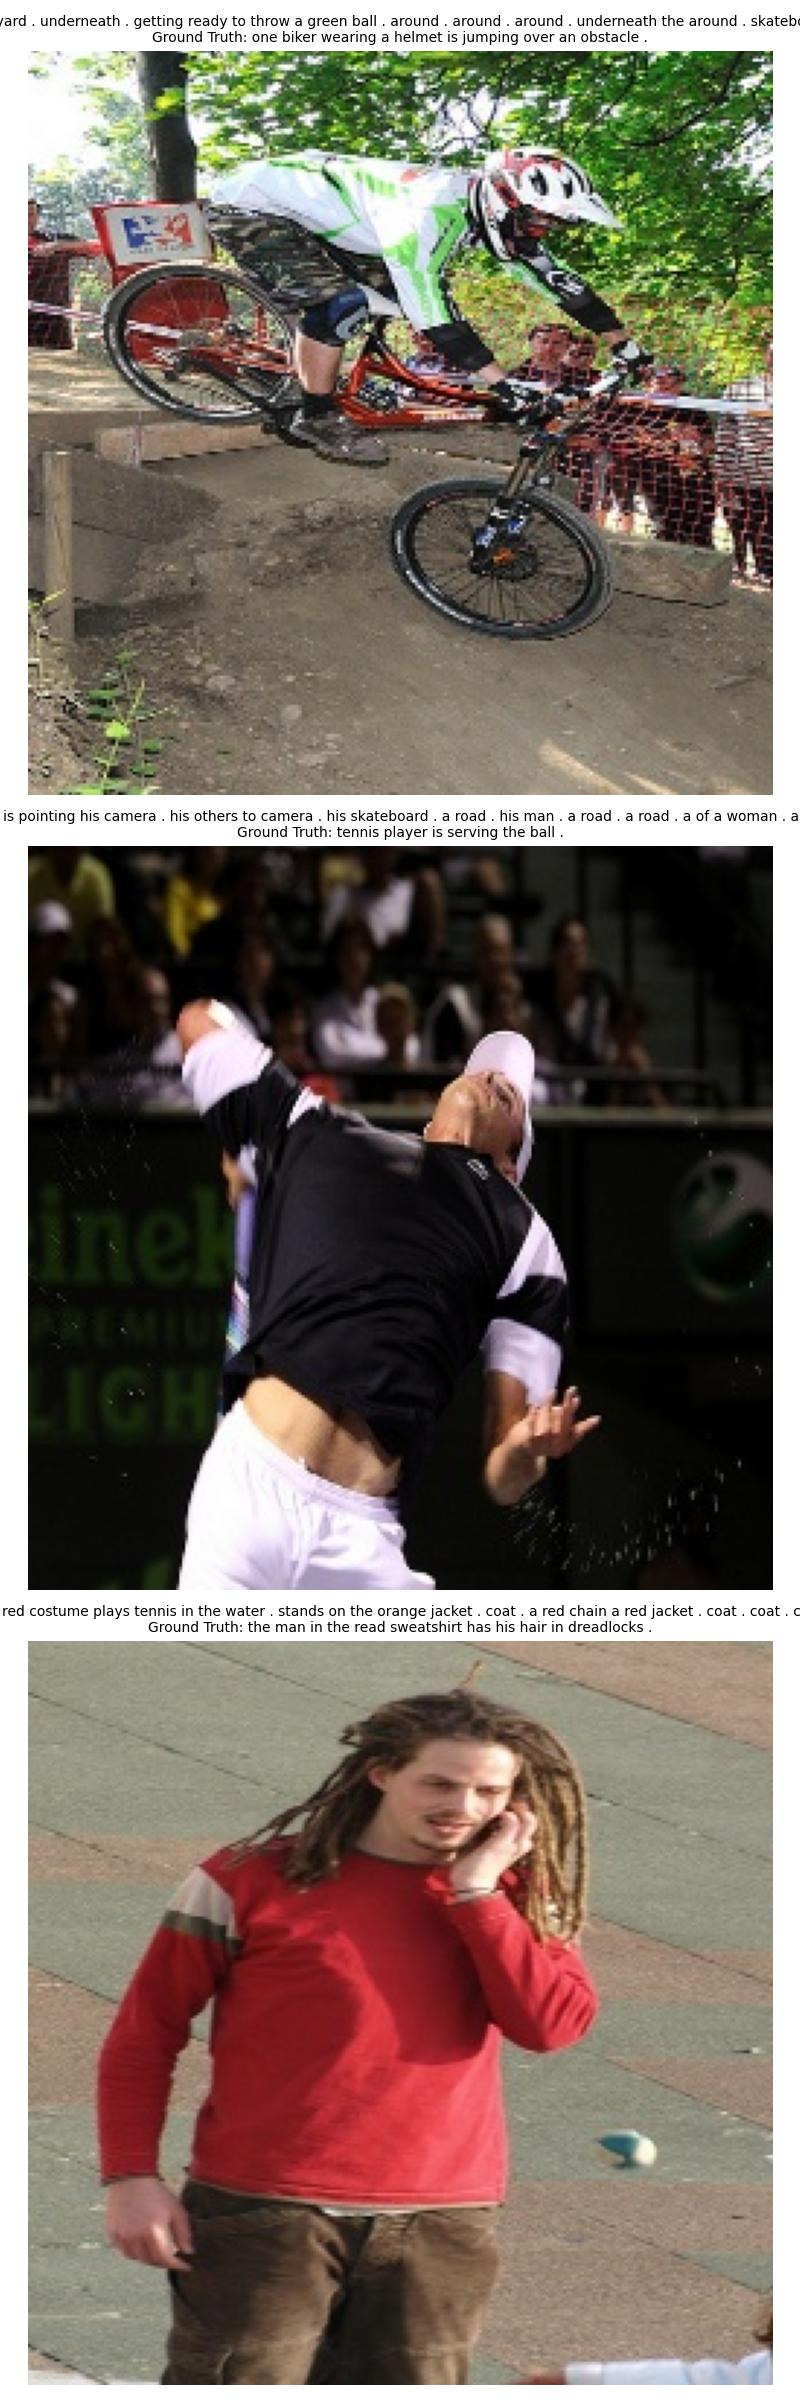 yard . underneath . getting ready to throw a green ball . around . around . around . underneath the around .
Ground Truth: one biker wearing a helmet is jumping over an obstacle .
is pointing his camera . his others to camera . his skateboard . a road . his man . a road . a road . a of a woman . a
Ground Truth: tennis player is serving the ball .
einek
PREMIU
LIGH
red costume plays tennis in the water . stands on the orange jacket . coat . a red chain a red jacket . coat . coat . c
Ground Truth: the man in the read sweatshirt has his hair in dreadlocks .